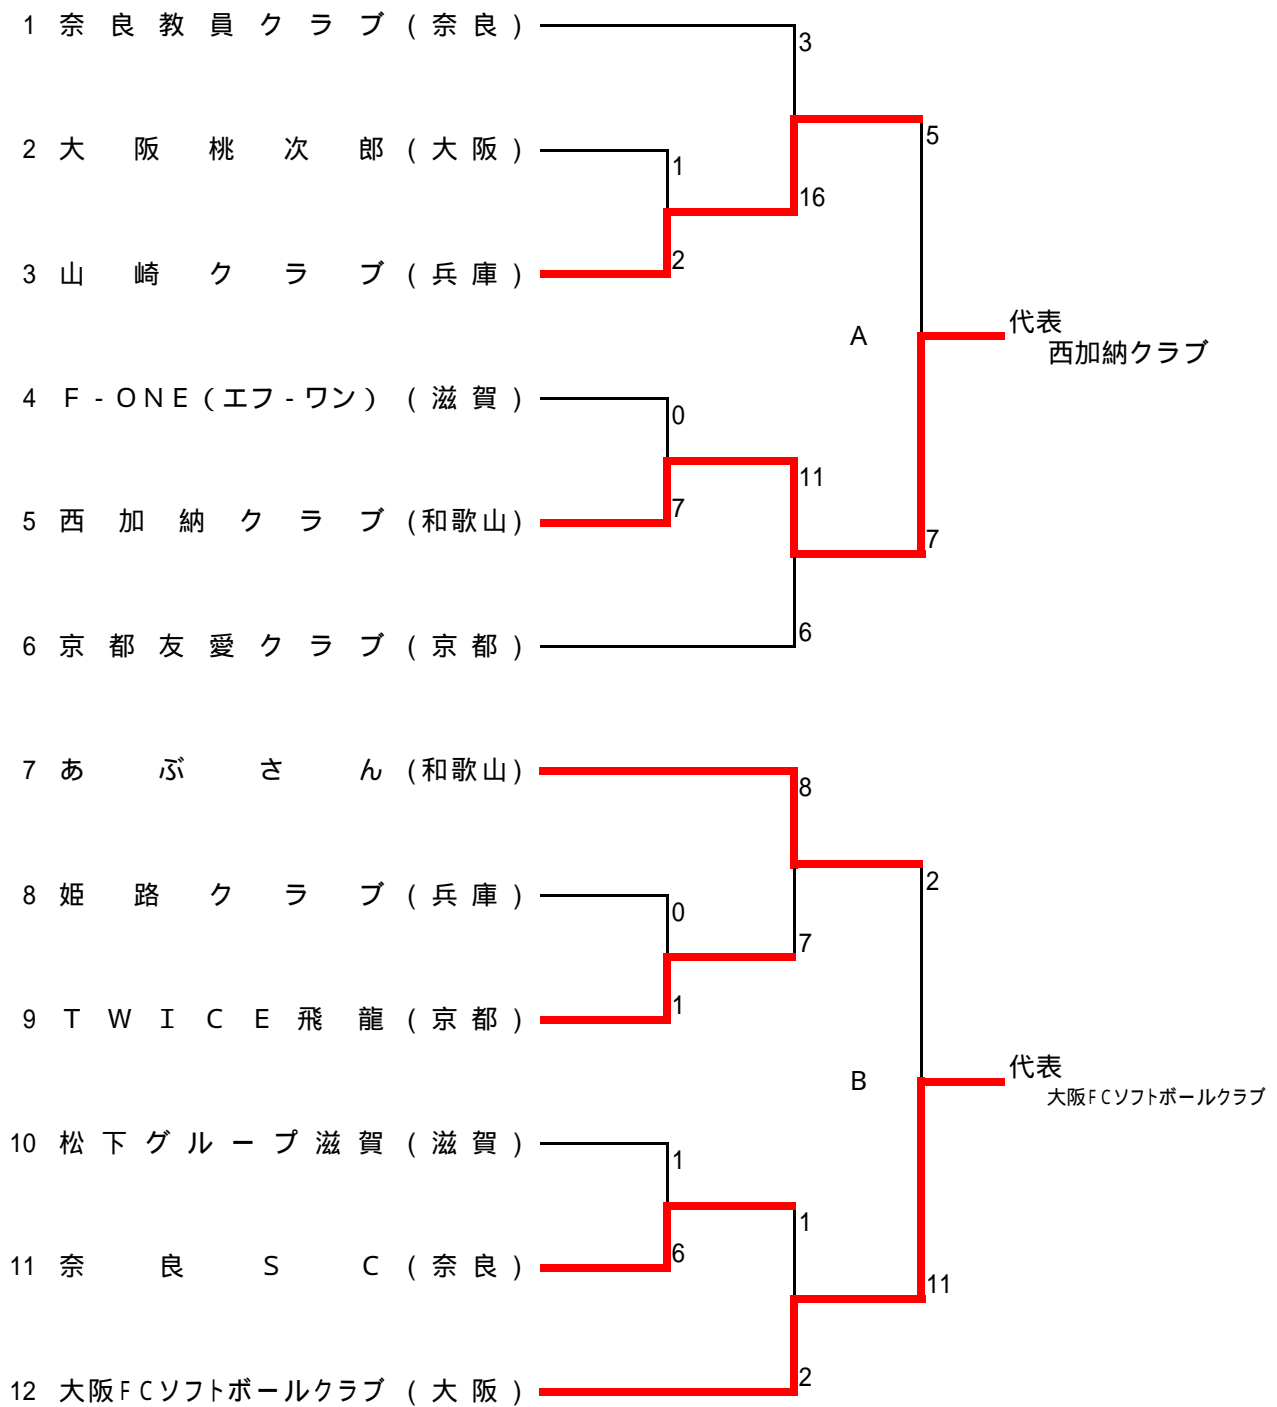 1 奈良教員クラブ (奈良)
3
5
2 大阪桃次郎 (大阪)
1
16
3 山崎クラブ (兵庫)
2
代表
A
西加納クラブ
4 F-ONE(エフ-ワン) (滋賀)
0
11
5 西加納クラブ (和歌山)
7
7
6 京都友愛クラブ (京都)
6
7 あぶさん (和歌山)
8
2
8 姫路クラブ (兵庫)
0
7
9 TWICE飛龍 (京都)
1
代表
B
大阪FCソフトボールクラブ
10 松下グループ滋賀 (滋賀)
1
1
11 奈良SC (奈良)
6
11
12 大阪FCソフトボールクラブ (大阪)
2